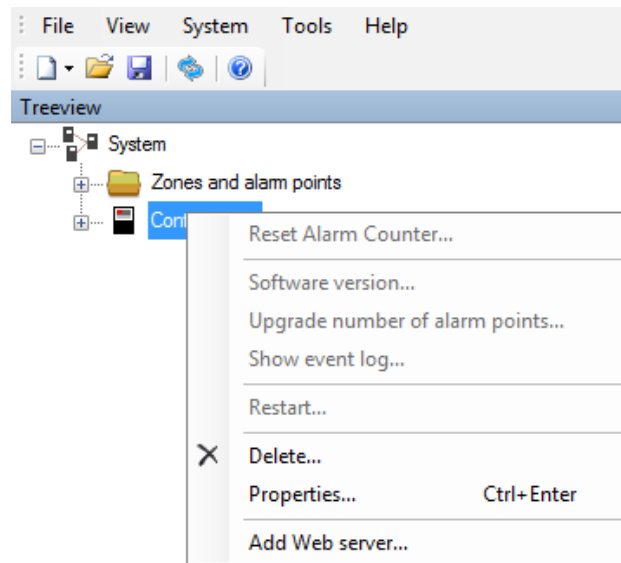 File View System Tools Help
Treeview
System
Zones and alarm points
Reset Alarm Counter...
Software version...
Upgrade number of alarm points...
Show event log...
Restart...
Delete...
Properties... Ctrl+Enter
Add Web server...